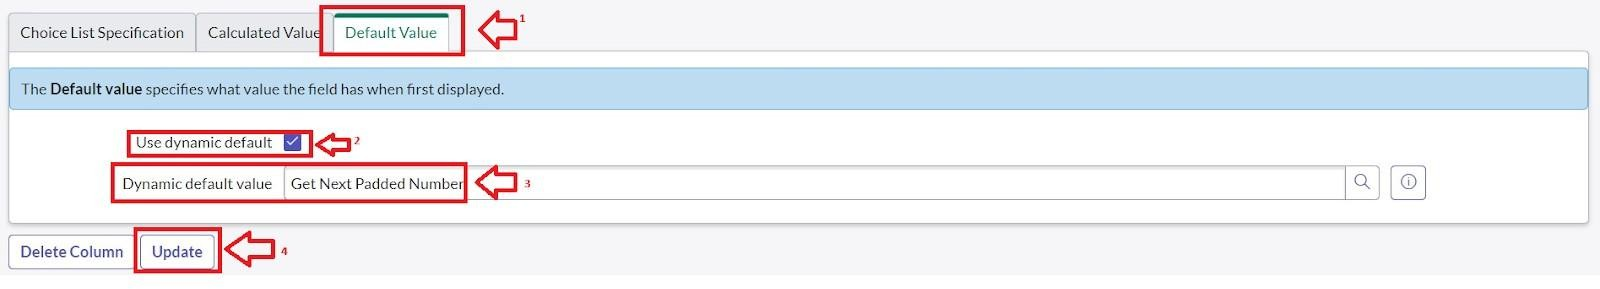 Choice List Specification Calculated Value Default Value 1
The Default value specifies what value the field has when first displayed.
Use dynamic default 2
Dynamic default value Get Next Padded Number 3
Delete Column Update 4